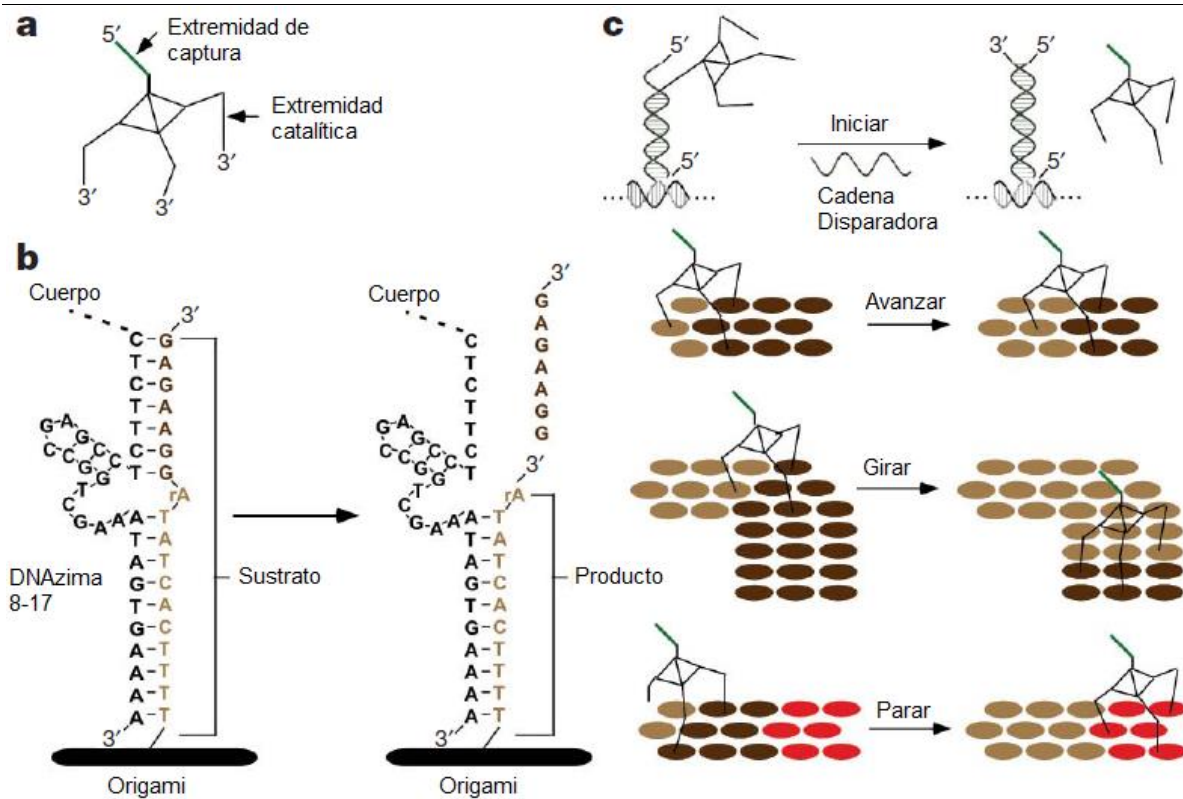 a
5′
Extremidad de
captura
Extremidad
catalítica
3′
3′
3′
b
Cuerpo
3′
C-G
T-A
C-G
T-A
T-A
C-G
T-G
rA
G A G C C
C C G G
T
C
G A A
A-T
T-A
A-T
G-C
T-A
G-C
A-T
A-T
A-T
A-T
3′
DNAzima
8-17
Sustrato
Origami
Cuerpo
3′
G
A
G
A
A
G
G
C
T
C
T
T
C
T
3′
rA
G A G C C
C C G G
T
C
G A A
A-T
T-A
A-T
G-C
T-A
G-C
A-T
A-T
A-T
A-T
3′
Producto
Origami
c
5′
5′
Iniciar
Cadena
Disparadora
3′
5′
5′
Avanzar
Girar
Parar